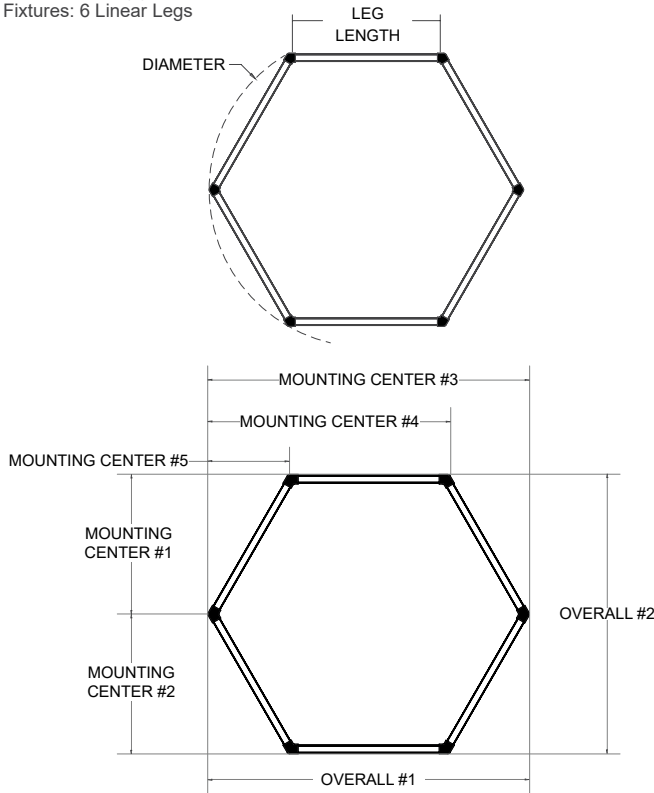 Fixtures: 6 Linear Legs
LEG
LENGTH
DIAMETER
MOUNTING CENTER #3
MOUNTING CENTER #4
MOUNTING CENTER #5
MOUNTING
CENTER #1
OVERALL #2
MOUNTING
CENTER #2
OVERALL #1